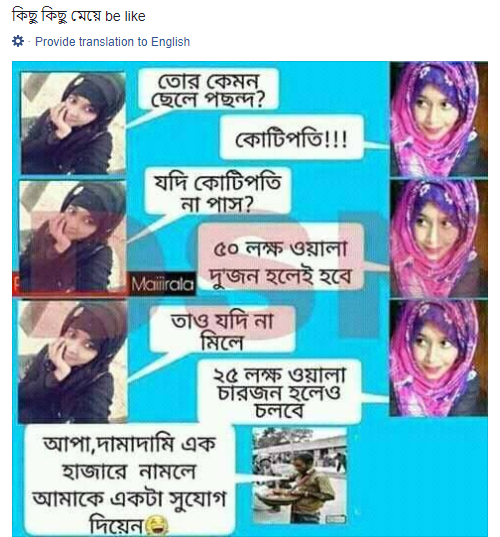 কিছু কিছু মেয়ে be like
Provide translation to English
তোর কেমন
ছেলে পছন্দ?
কোটিপতি!!!
যদি কোটিপতি
না পাস?
৫০ লক্ষ ওয়ালা
দু'জন হলেই হবে
Maiiirala
তাও যদি না
মিলে
২৫ লক্ষ ওয়ালা
চারজন হলেও
চলবে
আপা,দামাদামি এক
হাজারে নামলে
আমাকে একটা সুযোগ
দিয়েন😂